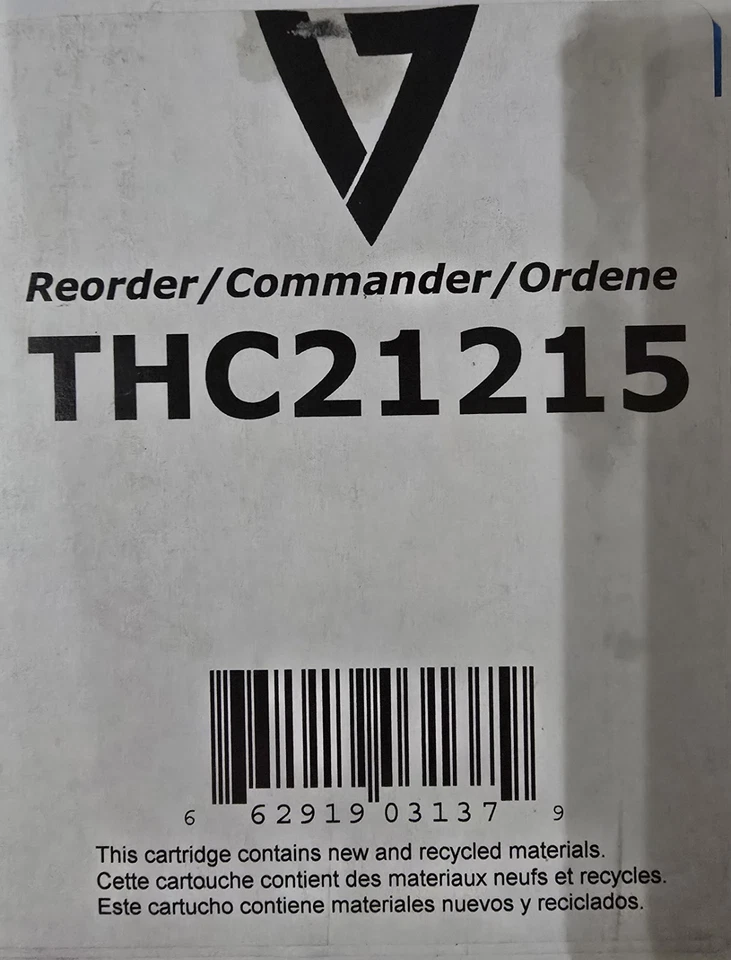 Reorder/Commander/Ordene
THC21215
6 62919 03137 9
This cartridge contains new and recycled materials.
Cette cartouche contient des materiaux neufs et recycles.
Este cartucho contiene materiales nuevos y reciclados.